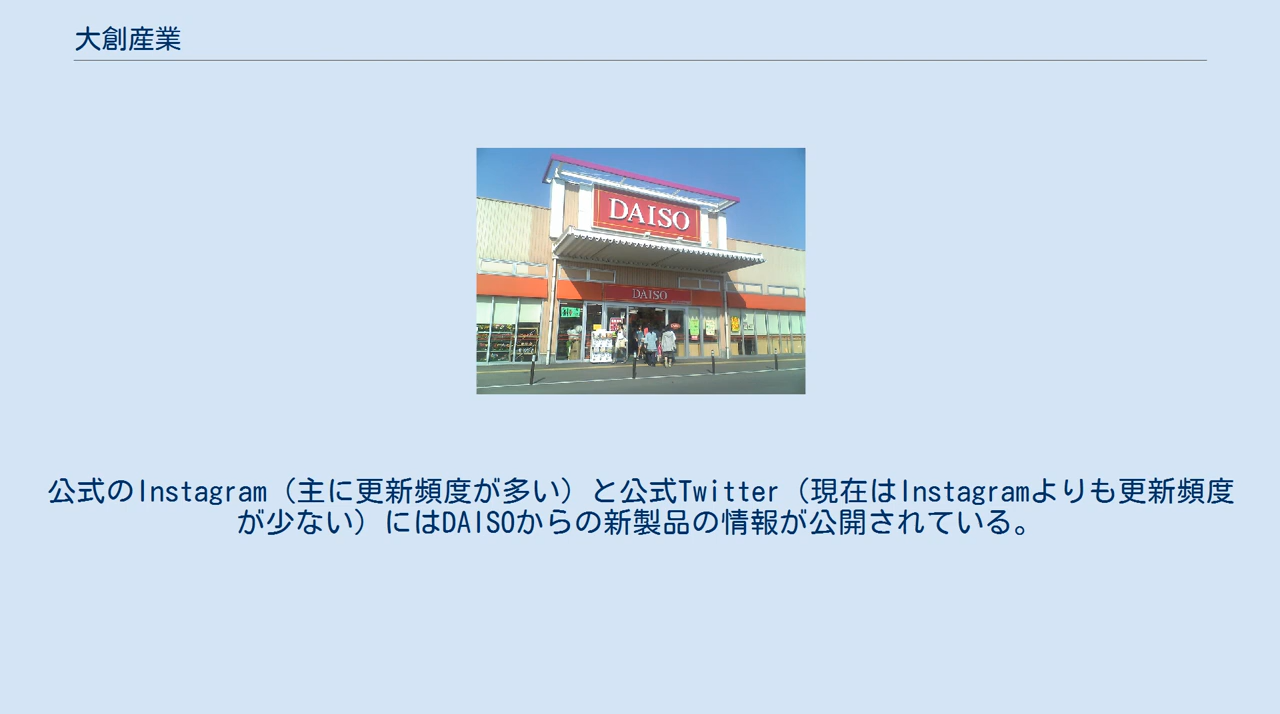 大創産業
DAISO
DAISO
公式のInstagram（主に更新頻度が多い）と公式Twitter（現在はInstagramよりも更新頻度
が少ない）にはDAISOからの新製品の情報が公開されている。